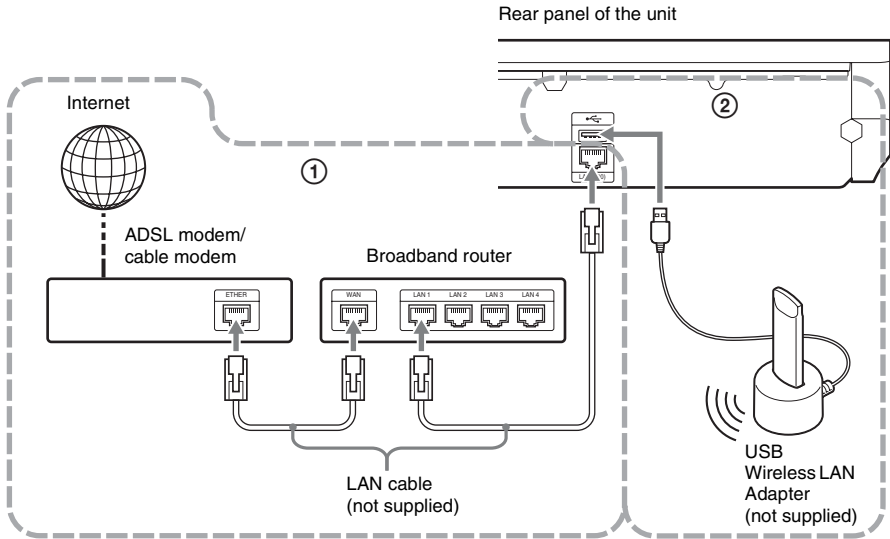 Rear panel of the unit
Internet
②
①
ADSL modem/
cable modem
Broadband router
ETHER
WAN
LAN 1
LAN 2
LAN 3
LAN 4
LAN cable
(not supplied)
USB
Wireless LAN
Adapter
(not supplied)